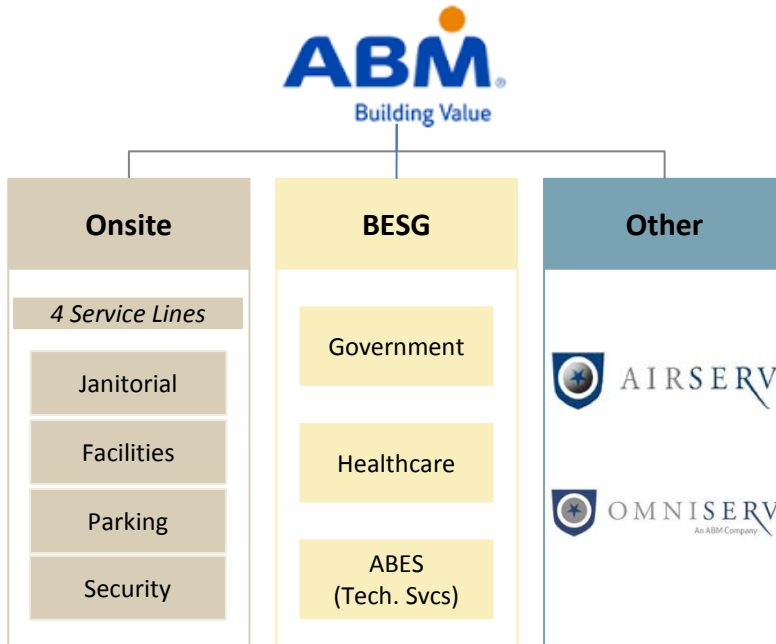 ABM®
Building Value
Onsite
BESG
Other
4 Service Lines
Janitorial
Facilities
Parking
Security
Government
Healthcare
ABES
(Tech. Svcs)
AIRSERV
OMNISERV
An ABM Company